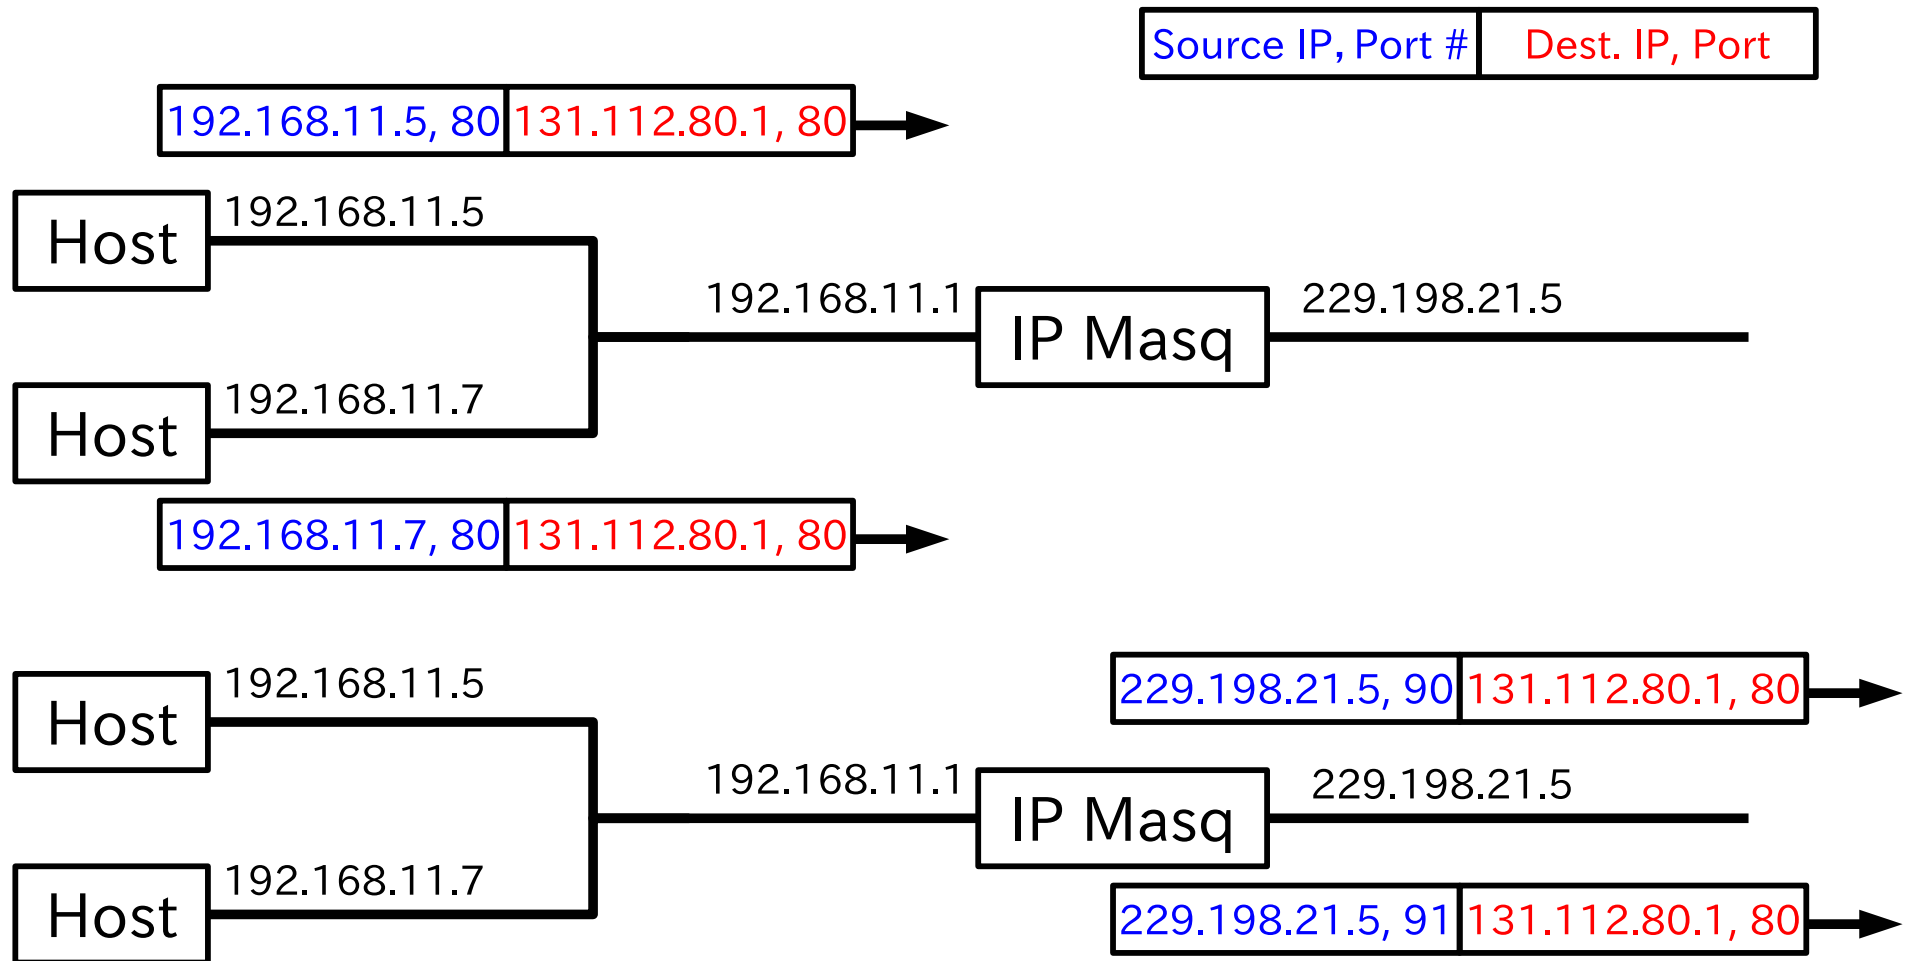 Source IP, Port # Dest. IP, Port
192.168.11.5, 80 131.112.80.1, 80
Host 192.168.11.5
192.168.11.1 IP Masq 229.198.21.5
Host 192.168.11.7
192.168.11.7, 80 131.112.80.1, 80
Host 192.168.11.5
229.198.21.5, 90 131.112.80.1, 80
192.168.11.1 IP Masq 229.198.21.5
Host 192.168.11.7
229.198.21.5, 91 131.112.80.1, 80